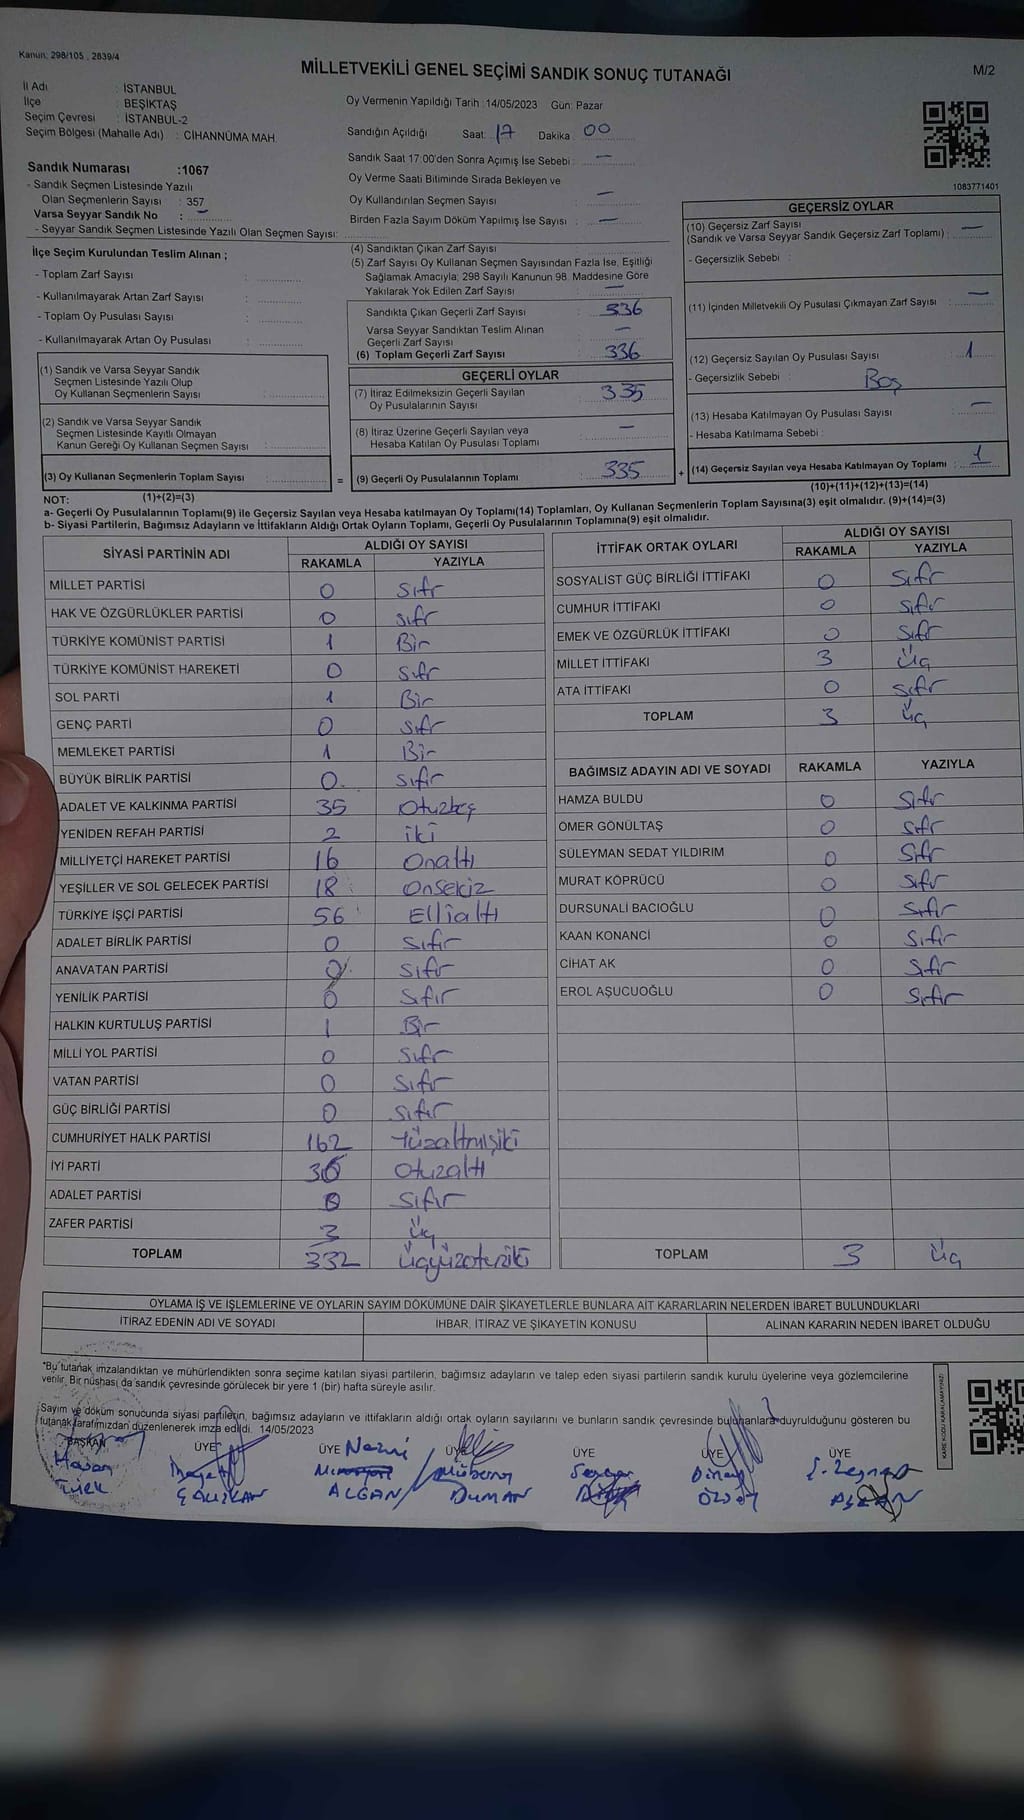 Kanun: 298/105 , 2839/4
MİLLETVEKİLİ GENEL SEÇİMİ SANDIK SONUÇ TUTANAĞI
M/2
İl Adı : İSTANBUL
İlçe : BEŞİKTAŞ
Seçim Çevresi : İSTANBUL-2
Seçim Bölgesi (Mahalle Adı) : CİHANNÜMA MAH.
Oy Vermenin Yapıldığı Tarih : 14/05/2023 Gün: Pazar
Sandığın Açıldığı Saat: 17 Dakika : 00
Sandık Saat 17:00'den Sonra Açımış İse Sebebi : —
Oy Verme Saati Bitiminde Sırada Bekleyen ve
Oy Kullandırılan Seçmen Sayısı : —
Birden Fazla Sayım Döküm Yapılmış İse Sayısı : —
1083771401
Sandık Numarası :1067
- Sandık Seçmen Listesinde Yazılı
Olan Seçmenlerin Sayısı : 357
Varsa Seyyar Sandık No : —
- Seyyar Sandık Seçmen Listesinde Yazılı Olan Seçmen Sayısı:
İlçe Seçim Kurulundan Teslim Alınan ;
- Toplam Zarf Sayısı :
- Kullanılmayarak Artan Zarf Sayısı :
- Toplam Oy Pusulası Sayısı :
- Kullanılmayarak Artan Oy Pusulası :
(1) Sandık ve Varsa Seyyar Sandık
Seçmen Listesinde Yazılı Olup
Oy Kullanan Seçmenlerin Sayısı :
(2) Sandık ve Varsa Seyyar Sandık
Seçmen Listesinde Kayıtlı Olmayan
Kanun Gereği Oy Kullanan Seçmen Sayısı :
(3) Oy Kullanan Seçmenlerin Toplam Sayısı :
(1)+(2)=(3)
(4) Sandıktan Çıkan Zarf Sayısı :
(5) Zarf Sayısı Oy Kullanan Seçmen Sayısından Fazla İse, Eşitliği
Sağlamak Amacıyla; 298 Sayılı Kanunun 98. Maddesine Göre
Yakılarak Yok Edilen Zarf Sayısı : —
Sandıkta Çıkan Geçerli Zarf Sayısı : 336
Varsa Seyyar Sandıktan Teslim Alınan
Geçerli Zarf Sayısı : —
(6) Toplam Geçerli Zarf Sayısı : 336
GEÇERLİ OYLAR
(7) İtiraz Edilmeksizin Geçerli Sayılan
Oy Pusulalarının Sayısı : 335
(8) İtiraz Üzerine Geçerli Sayılan veya
Hesaba Katılan Oy Pusulası Toplamı : —
= (9) Geçerli Oy Pusulalarının Toplamı : 335
GEÇERSİZ OYLAR
(10) Geçersiz Zarf Sayısı
(Sandık ve Varsa Seyyar Sandık Geçersiz Zarf Toplamı) : —
- Geçersizlik Sebebi :
(11) İçinden Milletvekili Oy Pusulası Çıkmayan Zarf Sayısı : —
(12) Geçersiz Sayılan Oy Pusulası Sayısı : 1
- Geçersizlik Sebebi : Boş
(13) Hesaba Katılmayan Oy Pusulası Sayısı : —
- Hesaba Katılmama Sebebi :
+ (14) Geçersiz Sayılan veya Hesaba Katılmayan Oy Toplamı : 1
(10)+(11)+(12)+(13)=(14)
NOT:
a- Geçerli Oy Pusulaları Toplamı(9) ile Geçersiz Sayılan veya Hesaba katılmayan Oy Toplamı(14) Toplamları, Oy Kullanan Seçmenlerin Toplam Sayısına(3) eşit olmalıdır. (9)+(14)=(3)
b- Siyasi Partilerin, Bağımsız Adayların ve İttifakların Aldığı Ortak Oyların Toplamı, Geçerli Oy Pusulalarının Toplamına(9) eşit olmalıdır.
SİYASİ PARTİNİN ADI ALDIĞI OY SAYISI
RAKAMLA YAZIYLA
MİLLET PARTİSİ 0 Sıfır
HAK VE ÖZGÜRLÜKLER PARTİSİ 0 Sıfır
TÜRKİYE KOMÜNİST PARTİSİ 1 Bir
TÜRKİYE KOMÜNİST HAREKETİ 0 Sıfır
SOL PARTİ 1 Bir
GENÇ PARTİ 0 Sıfır
MEMLEKET PARTİSİ 1 Bir
BÜYÜK BİRLİK PARTİSİ 0 Sıfır
ADALET VE KALKINMA PARTİSİ 35 Otuzbeş
YENİDEN REFAH PARTİSİ 2 iki
MİLLİYETÇİ HAREKET PARTİSİ 16 Onaltı
YEŞİLLER VE SOL GELECEK PARTİSİ 18 Onsekiz
TÜRKİYE İŞÇİ PARTİSİ 56 Ellialtı
ADALET BİRLİK PARTİSİ 0 Sıfır
ANAVATAN PARTİSİ 0 Sıfır
YENİLİK PARTİSİ 0 Sıfır
HALKIN KURTULUŞ PARTİSİ 1 Bir
MİLLİ YOL PARTİSİ 0 Sıfır
VATAN PARTİSİ 0 Sıfır
GÜÇ BİRLİĞİ PARTİSİ 0 Sıfır
CUMHURİYET HALK PARTİSİ 162 Yüzaltmışiki
İYİ PARTİ 36 Otuzaltı
ADALET PARTİSİ 0 Sıfır
ZAFER PARTİSİ 3 Üç
TOPLAM 332 Üçyüzotuziki
İTTİFAK ORTAK OYLARI ALDIĞI OY SAYISI
RAKAMLA YAZIYLA
SOSYALİST GÜÇ BİRLİĞİ İTTİFAKI 0 Sıfır
CUMHUR İTTİFAKI 0 Sıfır
EMEK VE ÖZGÜRLÜK İTTİFAKI 0 Sıfır
MİLLET İTTİFAKI 3 Üç
ATA İTTİFAKI 0 Sıfır
TOPLAM 3 Üç
BAĞIMSIZ ADAYIN ADI VE SOYADI RAKAMLA YAZIYLA
HAMZA BULDU 0 Sıfır
ÖMER GÖNÜLTAŞ 0 Sıfır
SÜLEYMAN SEDAT YILDIRIM 0 Sıfır
MURAT KÖPRÜCÜ 0 Sıfır
DURSUNALİ BACIOĞLU 0 Sıfır
KAAN KONANCİ 0 Sıfır
CİHAT AK 0 Sıfır
EROL AŞUCUOĞLU 0 Sıfır
TOPLAM 3 Üç
OYLAMA İŞ VE İŞLEMLERİNE VE OYLARIN SAYIM DÖKÜMÜNE DAİR ŞİKAYETLERLE BUNLARA AİT KARARLARIN NELERDEN İBARET BULUNDUKLARI
İTİRAZ EDENİN ADI VE SOYADI İHBAR, İTİRAZ VE ŞİKAYETİN KONUSU ALINAN KARARIN NEDEN İBARET OLDUĞU
*Bu tutanak imzalandıktan ve mühürlendikten sonra seçime katılan siyasi partilerin, bağımsız adayların ve talep eden siyasi partilerin sandık kurulu üyelerine veya gözlemcilerine
verilir. Bir nüshası da sandık çevresinde görülecek bir yere 1 (bir) hafta süreyle asılır.
Sayım ve döküm sonucunda siyasi partilerin, bağımsız adayların ve ittifakların aldığı ortak oyların sayılarını ve bunların sandık çevresinde bulunanlara duyrulduğunu gösteren bu
tutanak tarafımızdan düzenlenerek imza edildi. 14/05/2023
BAŞKAN ÜYE ÜYE ÜYE ÜYE ÜYE ÜYE
Hasan Nazmi
ÇALIŞKAN ALGAN DUMAN
KARE KODU KARALAMAYINIZ!